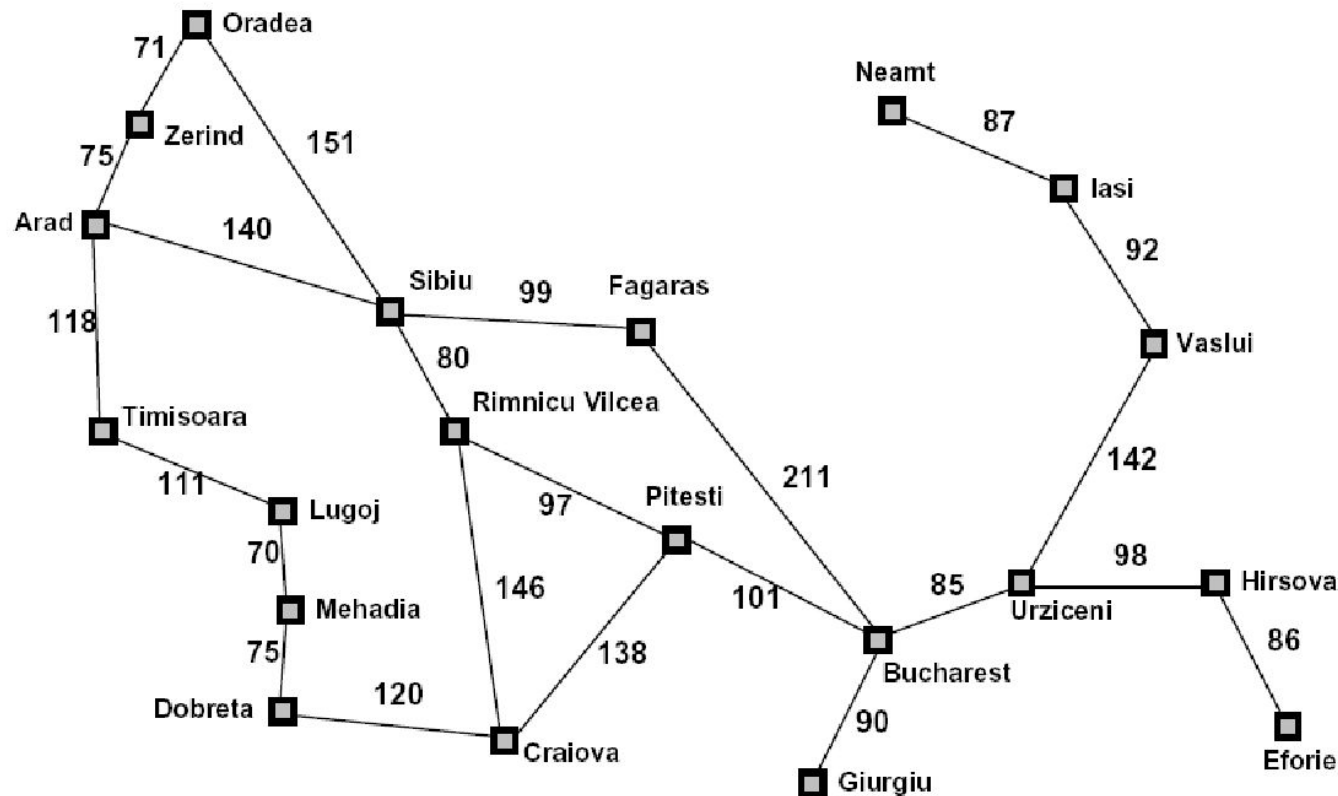 Oradea
71
Neamt
87
Zerind
151
75
Iasi
Arad
140
92
Sibiu
99
Fagaras
118
Vaslui
80
Rimnicu Vilcea
Timisoara
142
111
211
Pitesti
Lugoj
97
70
98
Hirsova
146
101
85
Urziceni
Mehadia
86
75
138
Bucharest
Dobreta
120
90
Craiova
Eforie
Giurgiu